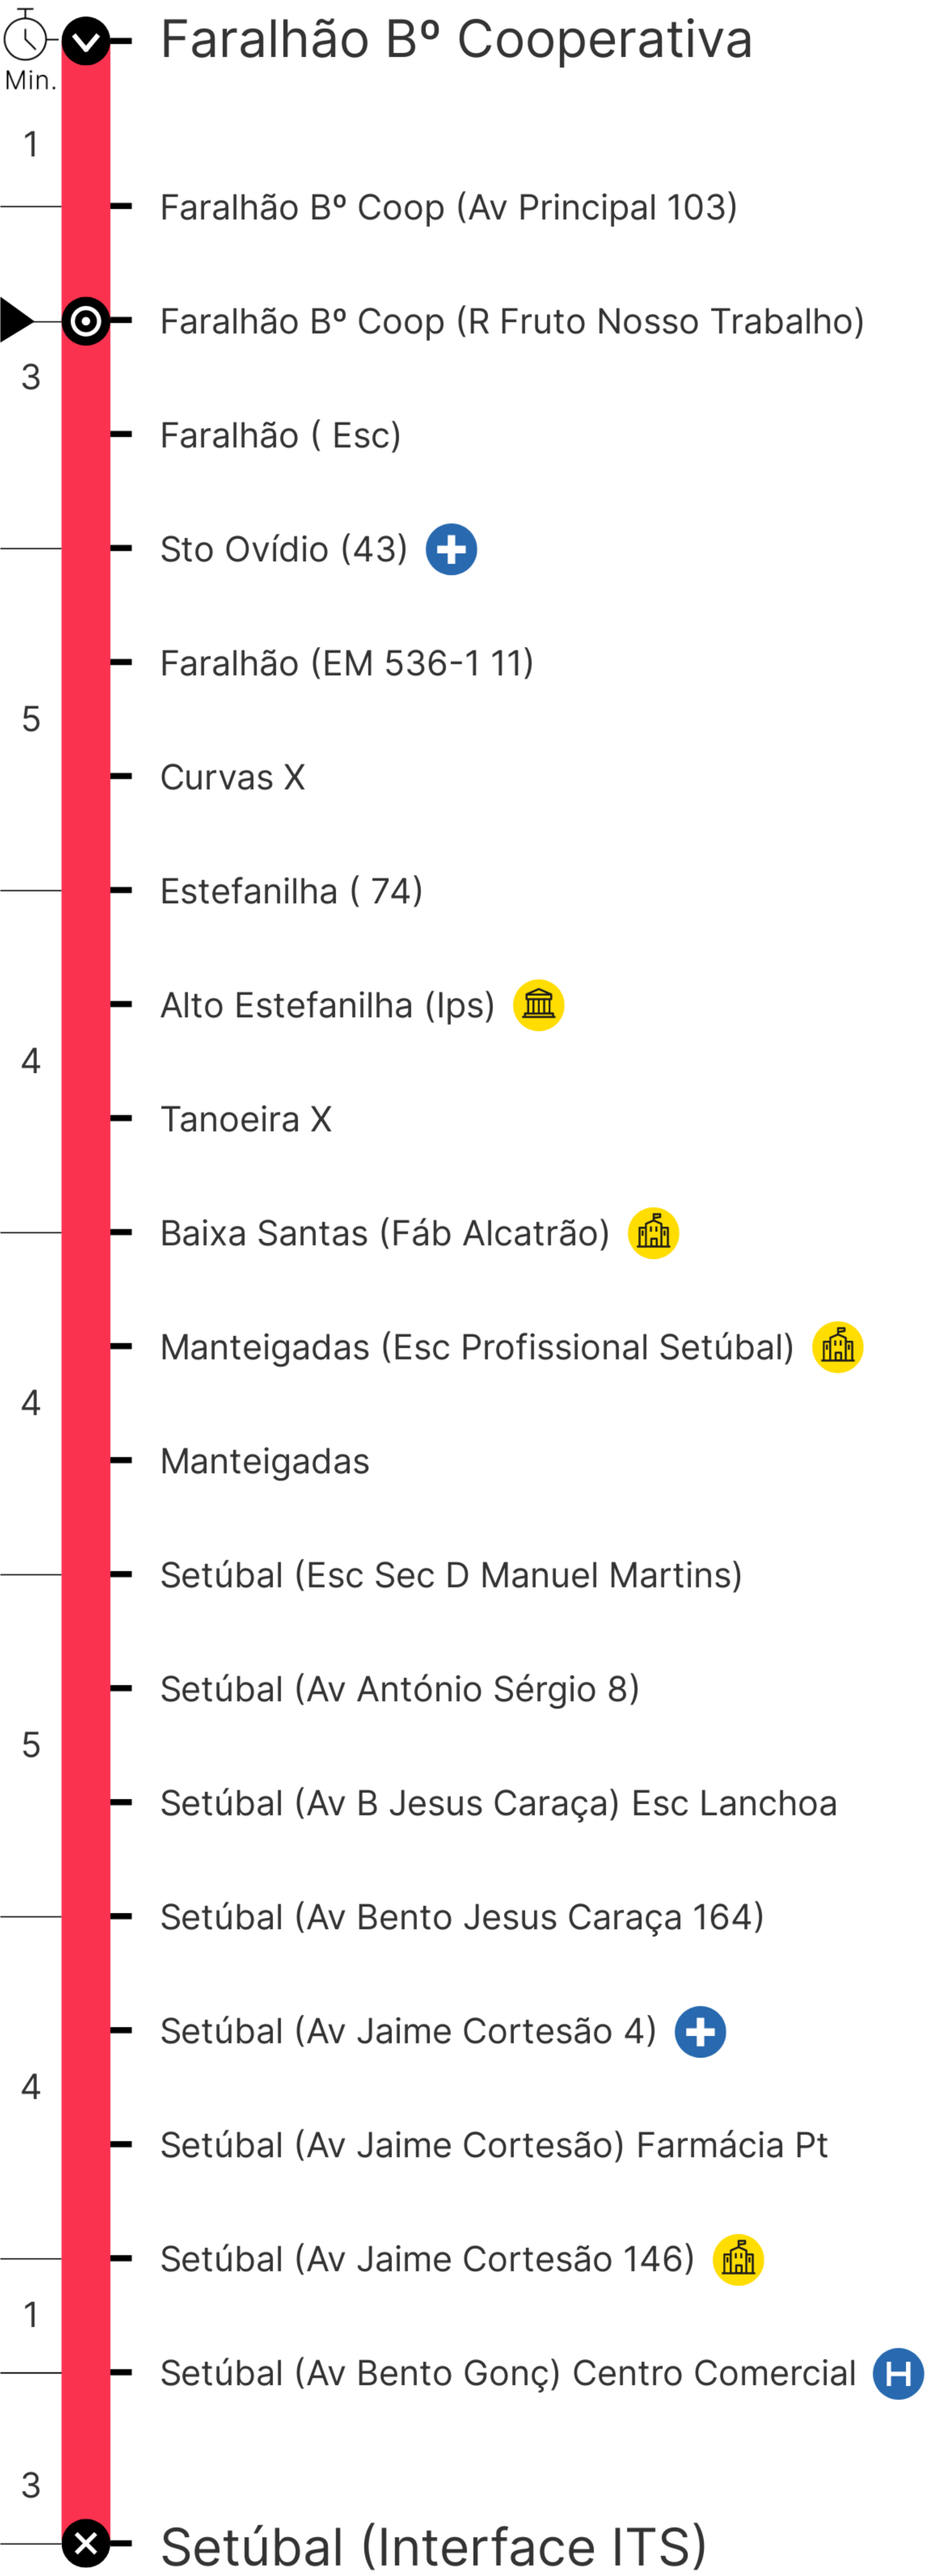 Faralhão Bº Cooperativa
Min.
1
Faralhão Bº Coop (Av Principal 103)
Faralhão Bº Coop (R Fruto Nosso Trabalho)
3
Faralhão ( Esc)
Sto Ovídio (43)
Faralhão (EM 536-1 11)
5
Curvas X
Estefanilha ( 74)
Alto Estefanilha (Ips)
4
Tanoeira X
Baixa Santas (Fáb Alcatrão)
Manteigadas (Esc Profissional Setúbal)
4
Manteigadas
Setúbal (Esc Sec D Manuel Martins)
Setúbal (Av António Sérgio 8)
5
Setúbal (Av B Jesus Caraça) Esc Lanchoa
Setúbal (Av Bento Jesus Caraça 164)
Setúbal (Av Jaime Cortesão 4)
4
Setúbal (Av Jaime Cortesão) Farmácia Pt
Setúbal (Av Jaime Cortesão 146)
1
Setúbal (Av Bento Gonç) Centro Comercial H
3
Setúbal (Interface ITS)